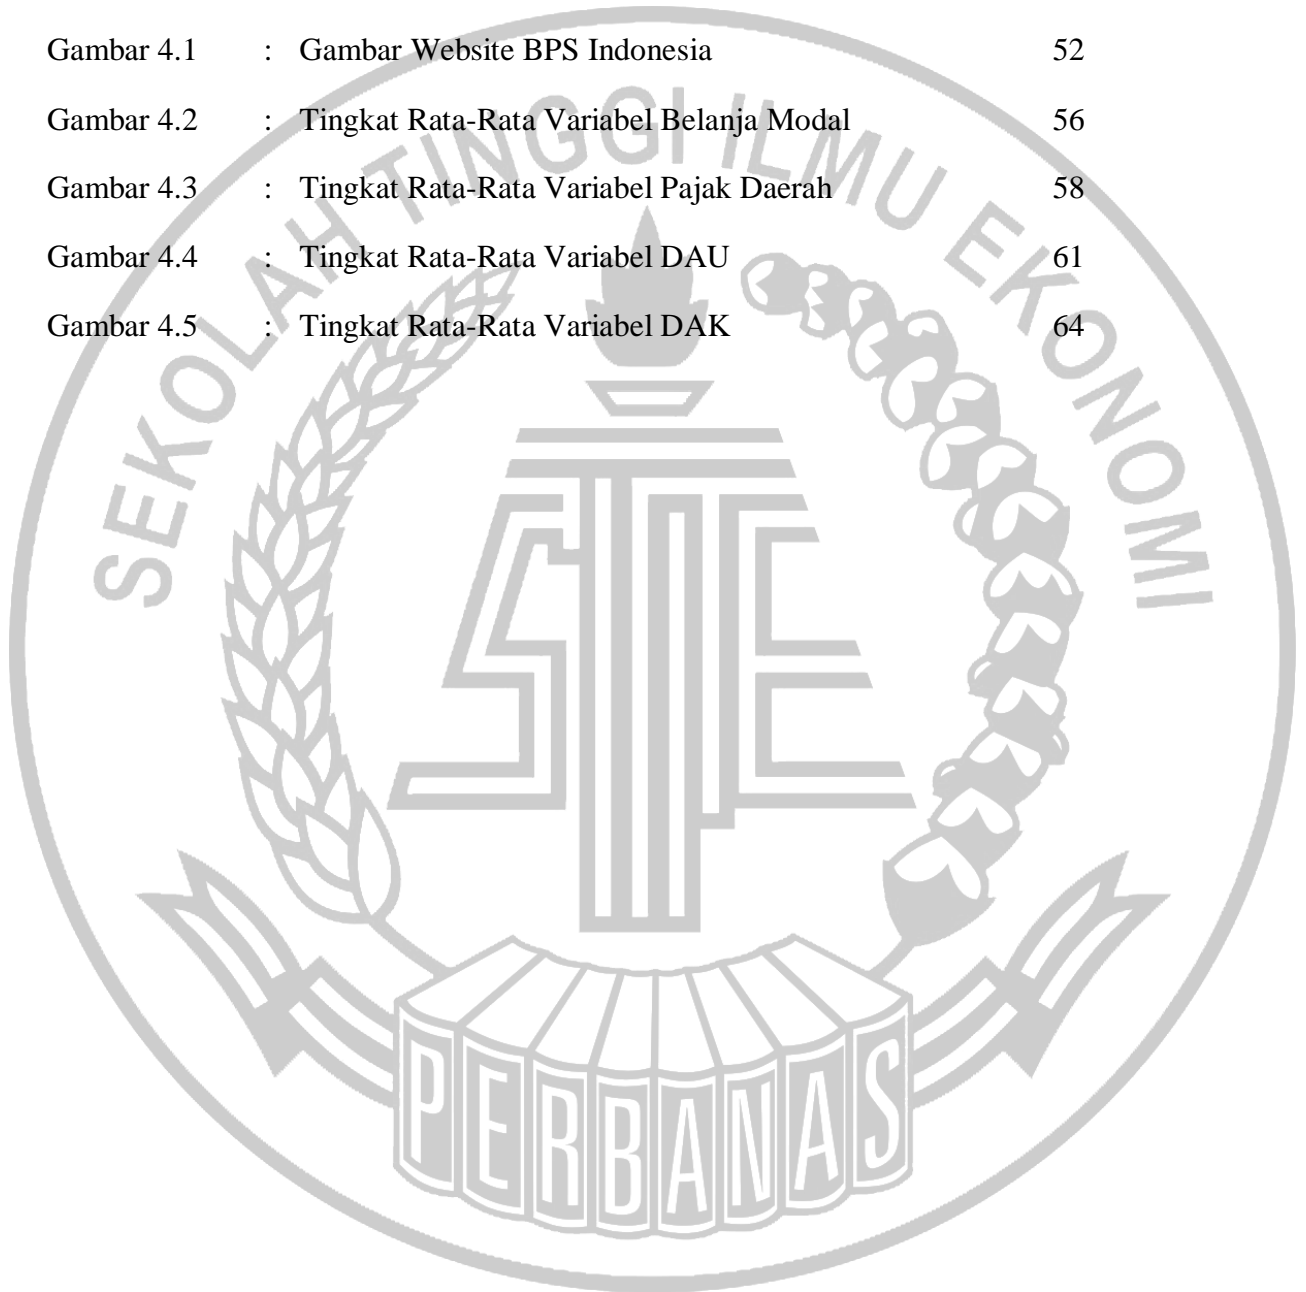 Gambar 4.1 : Gambar Website BPS Indonesia 52
Gambar 4.2 : Tingkat Rata-Rata Variabel Belanja Modal 56
Gambar 4.3 : Tingkat Rata-Rata Variabel Pajak Daerah 58
Gambar 4.4 : Tingkat Rata-Rata Variabel DAU 61
Gambar 4.5 : Tingkat Rata-Rata Variabel DAK 64
SEKOLAH TINGGI ILMU EKONOMI
STIE
PERBANAS